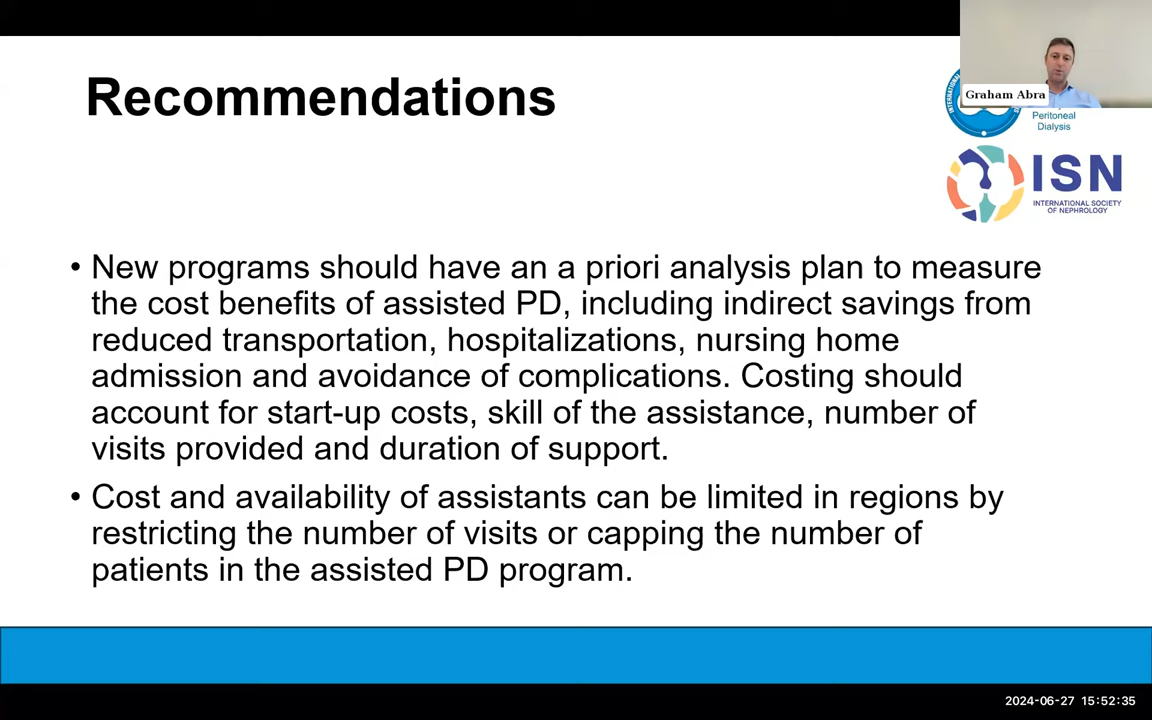 Recommendations
Graham Abra
Peritoneal
Dialysis
ISN
INTERNATIONAL SOCIETY
OF NEPHROLOGY
• New programs should have an a priori analysis plan to measure
the cost benefits of assisted PD, including indirect savings from
reduced transportation, hospitalizations, nursing home
admission and avoidance of complications. Costing should
account for start-up costs, skill of the assistance, number of
visits provided and duration of support.
• Cost and availability of assistants can be limited in regions by
restricting the number of visits or capping the number of
patients in the assisted PD program.
2024-06-27 15:52:35